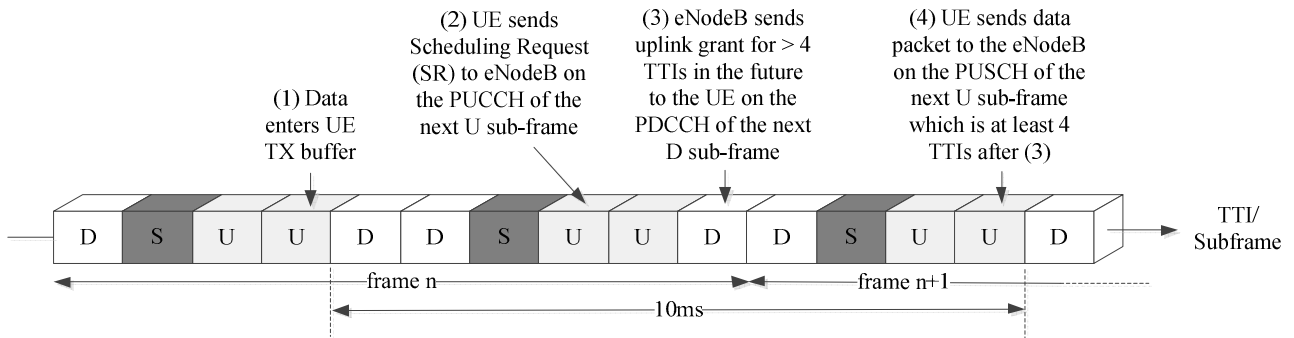 (1) Data
enters UE
TX buffer
(2) UE sends
Scheduling Request
(SR) to eNodeB on
the PUCCH of the
next U sub-frame
(3) eNodeB sends
uplink grant for > 4
TTIs in the future
to the UE on the
PDCCH of the next
D sub-frame
(4) UE sends data
packet to the eNodeB
on the PUSCH of the
next U sub-frame
which is at least 4
TTIs after (3)
D S U U D D S U U D D S U U D
TTI/
Subframe
frame n
frame n+1
10ms